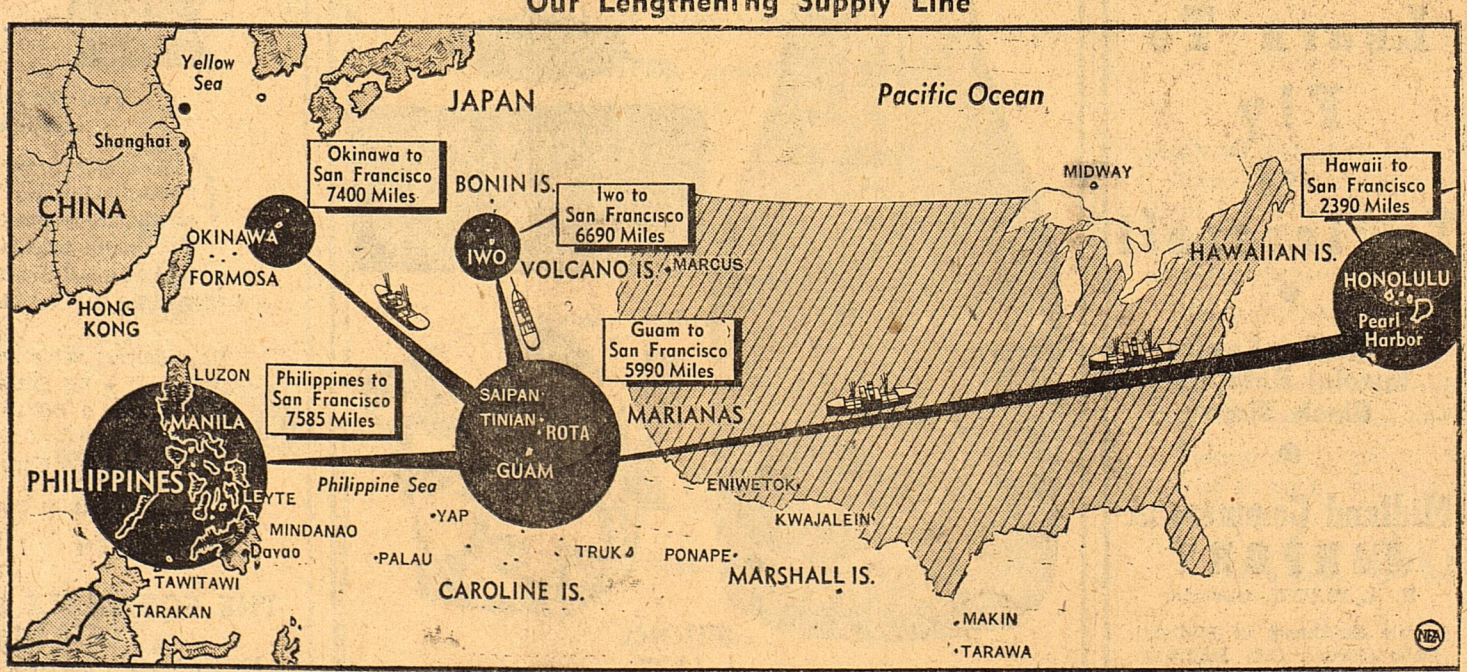 Our Lengthening Supply Line
Yellow
Sea
JAPAN
Pacific Ocean
Shanghai
CHINA
Okinawa to
San Francisco
7400 Miles
BONIN IS.
Iwo to
San Francisco
6690 Miles
MIDWAY
Hawaii to
San Francisco
2390 Miles
OKINAWA
FORMOSA
HONG
KONG
IWO
VOLCANO IS.
MARCUS
HAWAIIAN IS.
HONOLULU
Pearl
Harbor
Guam to
San Francisco
5990 Miles
LUZON
Philippines to
San Francisco
7585 Miles
MANILA
PHILIPPINES
LEYTE
MINDANAO
Davao
TAWITAWI
TARAKAN
Philippine Sea
SAIPAN
TINIAN
ROTA
GUAM
MARIANAS
YAP
PALAU
TRUK
PONAPE
CAROLINE IS.
ENIWETOK
KWAJALEIN
MARSHALL IS.
MAKIN
TARAWA
NEA